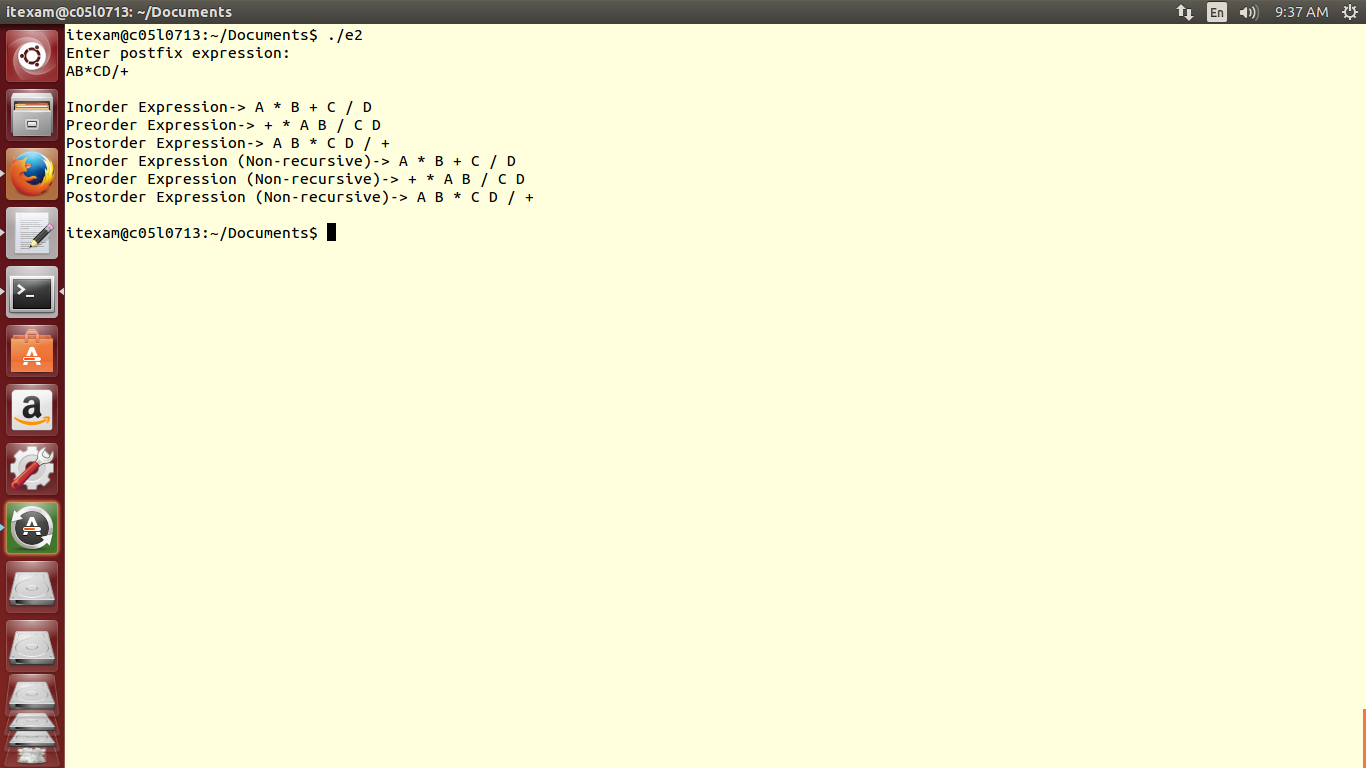 itexam@c05l0713: ~/Documents
En
9:37 AM
itexam@c05l0713:~/Documents$ ./e2
Enter postfix expression:
AB*CD/+
Inorder Expression-> A * B + C / D
Preorder Expression-> + * A B / C D
Postorder Expression-> A B * C D / +
Inorder Expression (Non-recursive)-> A * B + C / D
Preorder Expression (Non-recursive)-> + * A B / C D
Postorder Expression (Non-recursive)-> A B * C D / +
itexam@c05l0713:~/Documents$